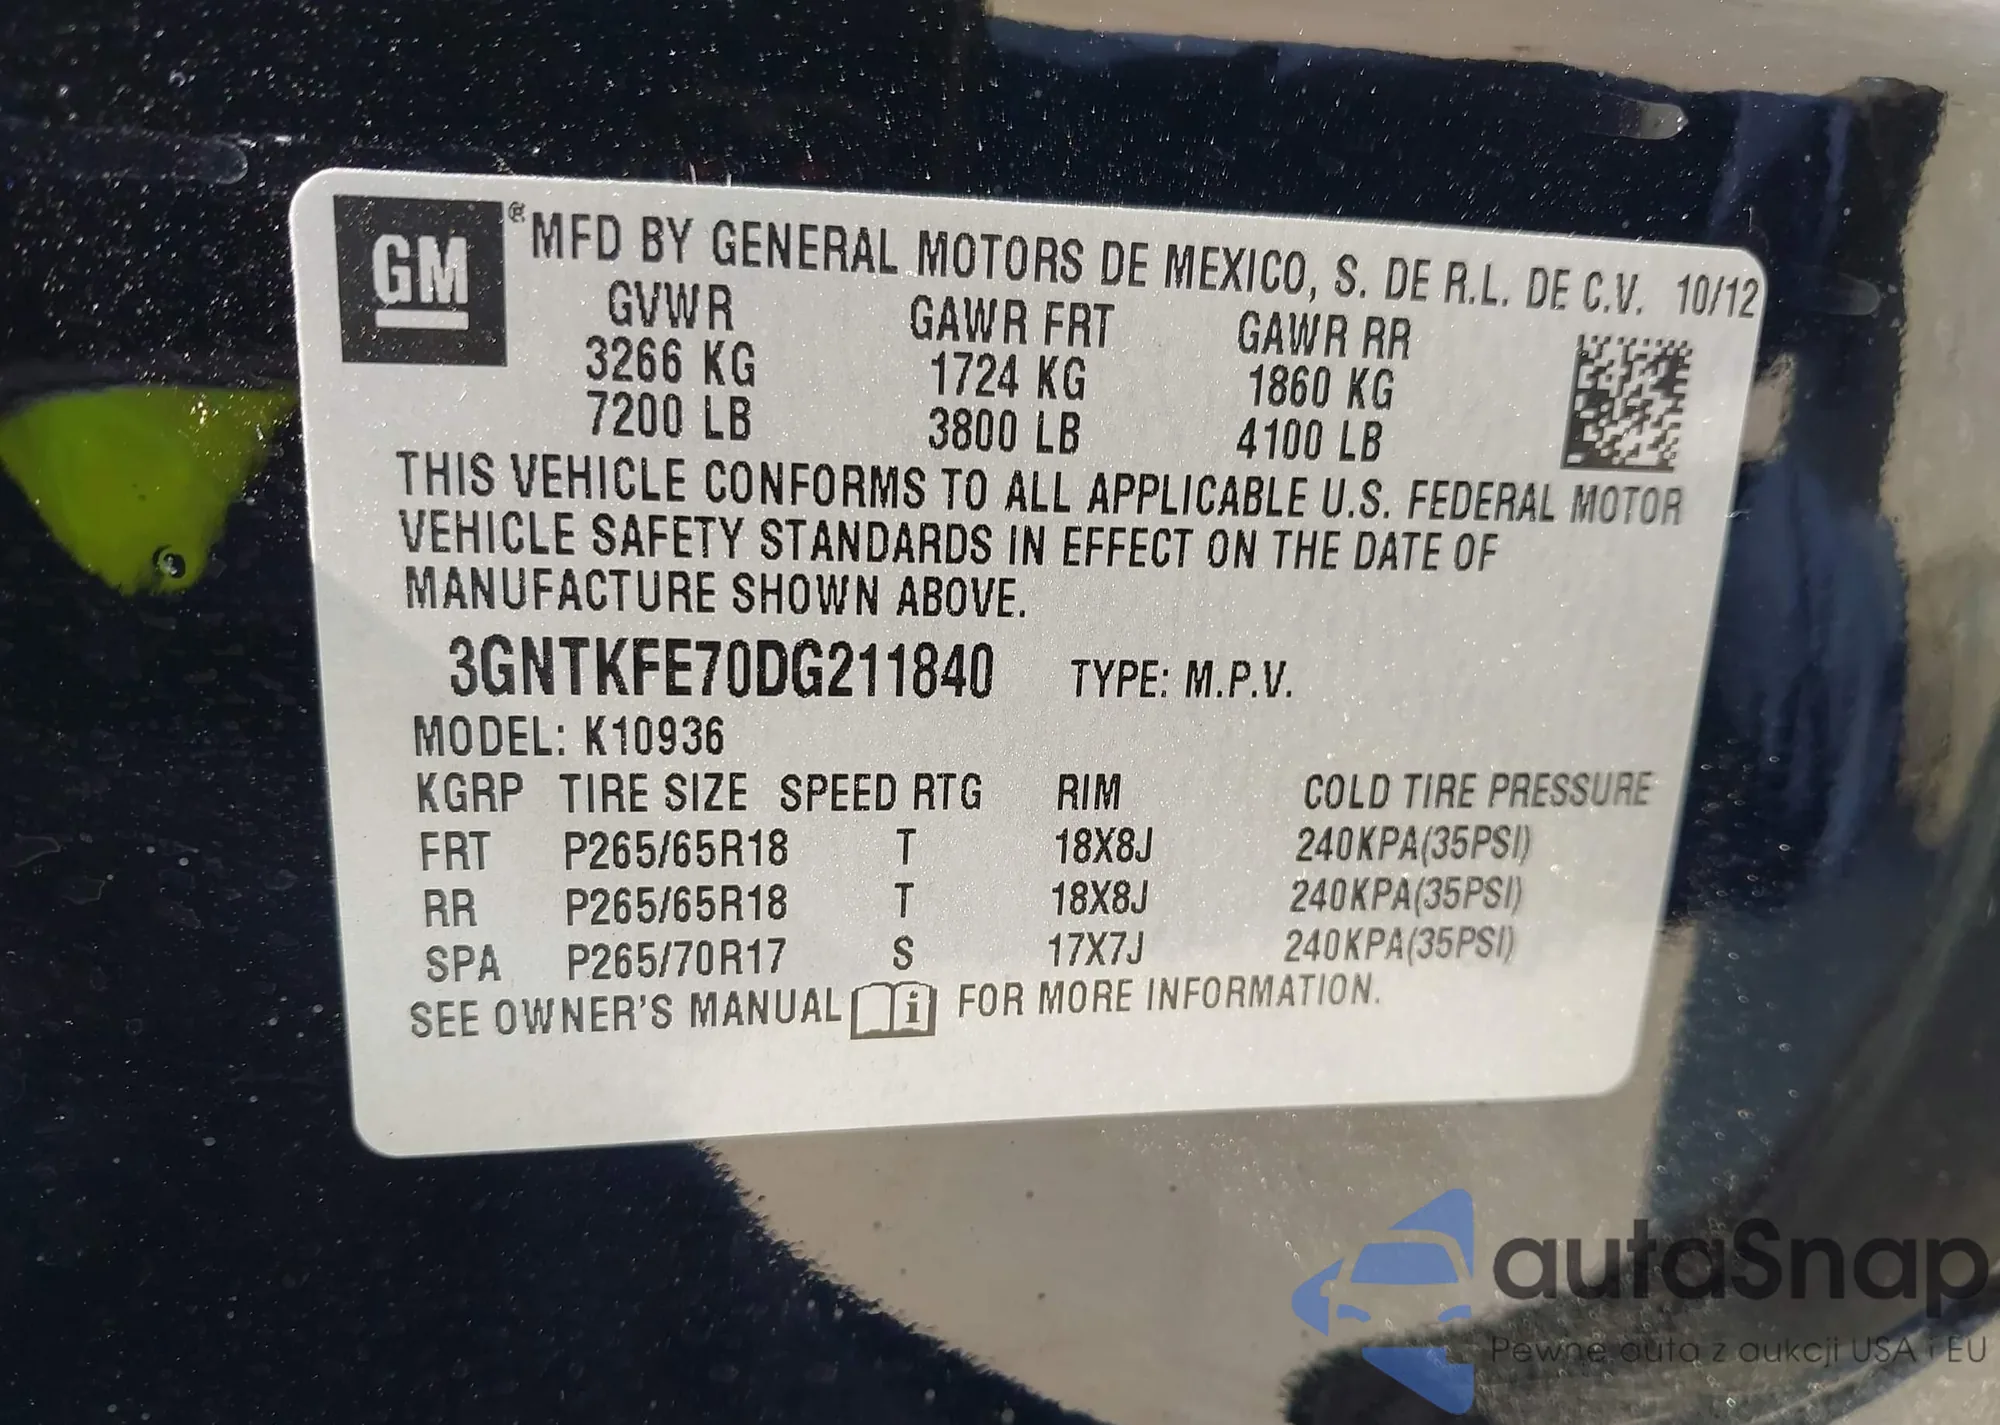 GM ® MFD BY GENERAL MOTORS DE MEXICO, S. DE R.L. DE C.V. 10/12
GVWR GAWR FRT GAWR RR
3266 KG 1724 KG 1860 KG
7200 LB 3800 LB 4100 LB
THIS VEHICLE CONFORMS TO ALL APPLICABLE U.S. FEDERAL MOTOR
VEHICLE SAFETY STANDARDS IN EFFECT ON THE DATE OF
MANUFACTURE SHOWN ABOVE.
3GNTKFE70DG211840 TYPE: M.P.V.
MODEL: K10936
KGRP TIRE SIZE SPEED RTG RIM COLD TIRE PRESSURE
FRT P265/65R18 T 18X8J 240KPA(35PSI)
RR P265/65R18 T 18X8J 240KPA(35PSI)
SPA P265/70R17 S 17X7J 240KPA(35PSI)
SEE OWNER'S MANUAL i FOR MORE INFORMATION.
autaSnap
Pewne auta z aukcji USA i EU